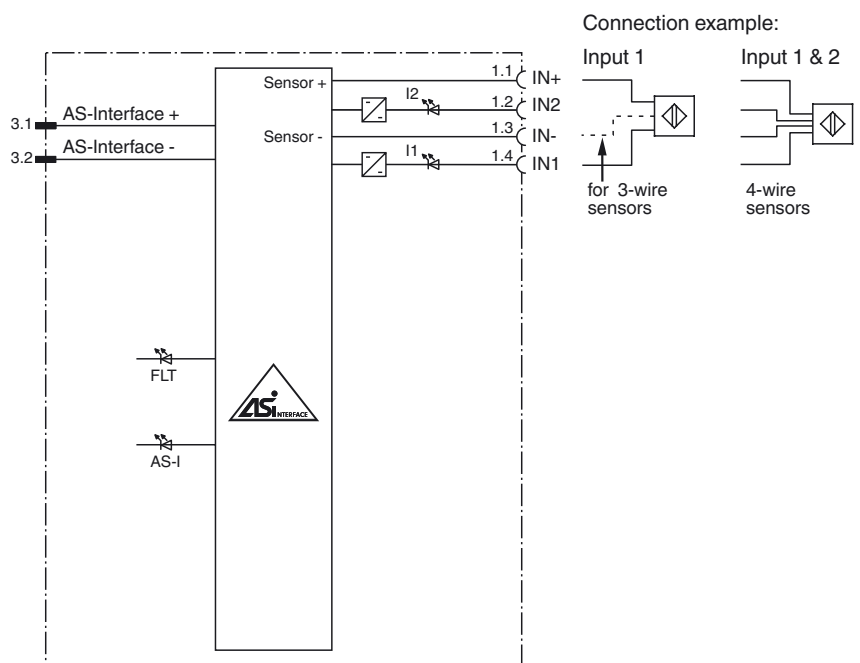 Connection example:
Input 1
Input 1 & 2
Sensor +
1.1
IN+
I2
1.2
IN2
3.1
AS-Interface +
Sensor -
1.3
IN-
3.2
AS-Interface -
I1
1.4
IN1
for 3-wire
sensors
4-wire
sensors
FLT
ASi
INTERFACE
AS-I